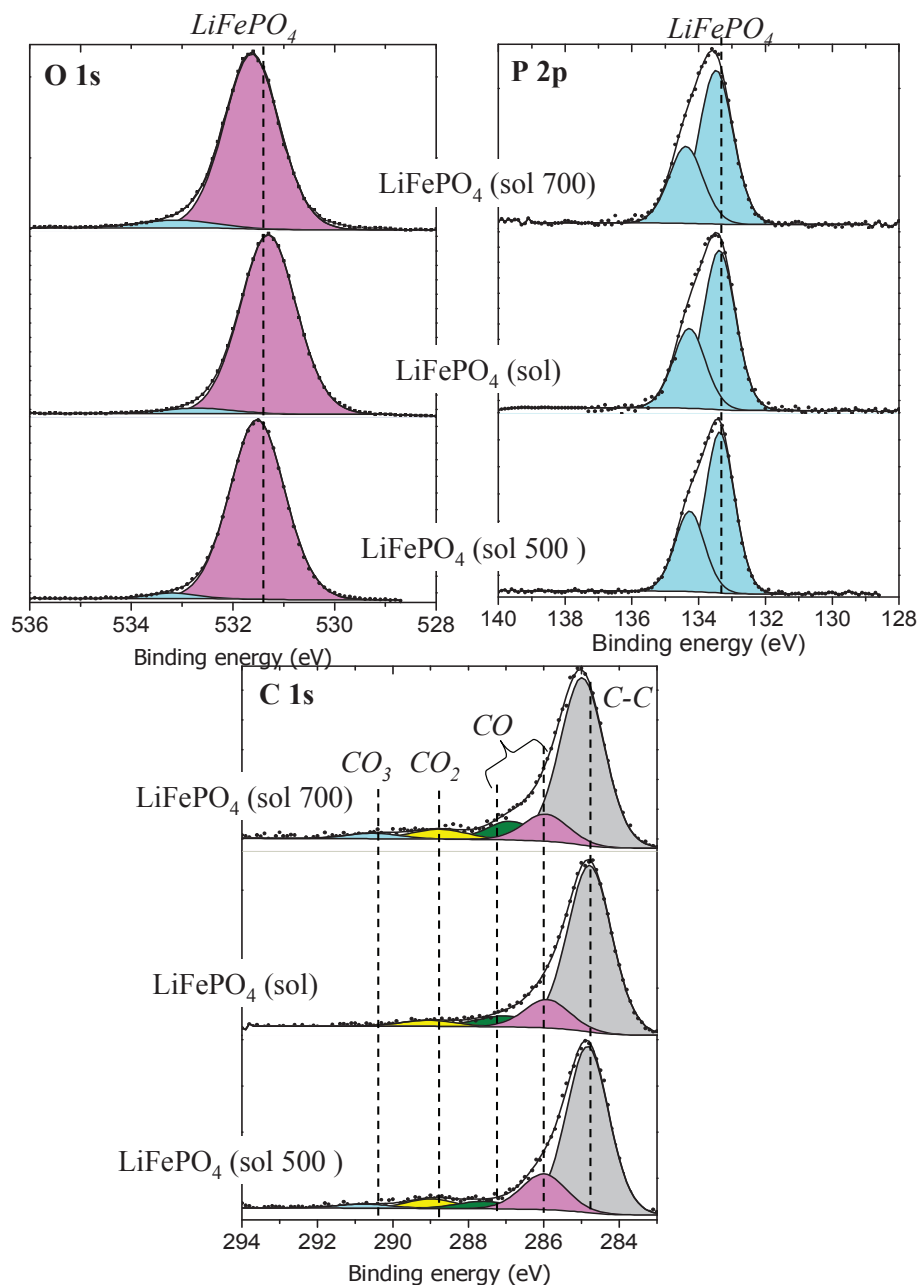 LiFePO4 LiFePO4
O 1s P 2p
LiFePO4 (sol 700)
LiFePO4 (sol)
LiFePO4 (sol 500 )
536 534 532 530 528 140 138 136 134 132 130 128
Binding energy (eV) Binding energy (eV)
C 1s
C-C
CO
CO3 CO2
LiFePO4 (sol 700)
LiFePO4 (sol)
LiFePO4 (sol 500 )
294 292 290 288 286 284
Binding energy (eV)